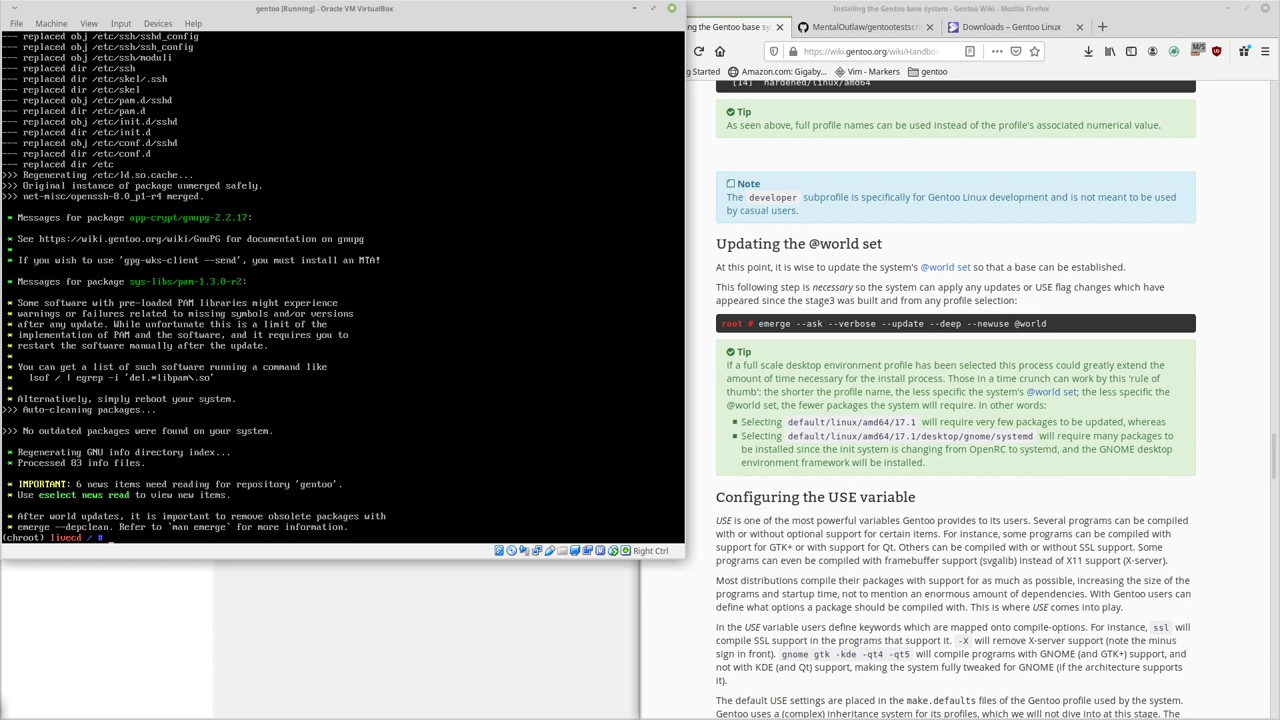 gentoo [Running] - Oracle VM VirtualBox
File Machine View Input Devices Help
--- replaced obj /etc/ssh/sshd_config
--- replaced obj /etc/ssh/ssh_config
--- replaced obj /etc/ssh/moduli
--- replaced dir /etc/ssh
--- replaced dir /etc/skel/.ssh
--- replaced dir /etc/skel
--- replaced obj /etc/pam.d/sshd
--- replaced dir /etc/pam.d
--- replaced obj /etc/init.d/sshd
--- replaced dir /etc/init.d
--- replaced obj /etc/conf.d/sshd
--- replaced dir /etc/conf.d
--- replaced dir /etc
>>> Regenerating /etc/ld.so.cache...
>>> Original instance of package unmerged safely.
>>> net-misc/openssh-8.0_p1-r4 merged.
* Messages for package app-crypt/gnupg-2.2.17:
* See https://wiki.gentoo.org/wiki/GnuPG for documentation on gnupg
*
* If you wish to use 'gpg-wks-client --send', you must install an MTA!
* Messages for package sys-libs/pam-1.3.0-r2:
* Some software with pre-loaded PAM libraries might experience
* warnings or failures related to missing symbols and/or versions
* after any update. While unfortunate this is a limit of the
* implementation of PAM and the software, and it requires you to
* restart the software manually after the update.
*
* You can get a list of such software running a command like
* lsof / | egrep -i 'del.*libpam\.so'
*
* Alternatively, simply reboot your system.
>>> Auto-cleaning packages...
>>> No outdated packages were found on your system.
* Regenerating GNU info directory index...
* Processed 83 info files.
* IMPORTANT: 6 news items need reading for repository 'gentoo'.
* Use eselect news read to view new items.
* After world updates, it is important to remove obsolete packages with
* emerge --depclean. Refer to `man emerge` for more information.
(chroot) livecd / # _
Right Ctrl
Installing the Gentoo base system - Gentoo Wiki - Mozilla Firefox
ng the Gentoo base system MentalOutlaw/gentootestscri Downloads – Gentoo Linux
https://wiki.gentoo.org/wiki/Handboo
M/S
g Started Amazon.com: Gigaby... Vim - Markers gentoo
[14] hardened/linux/amd64
Tip
As seen above, full profile names can be used instead of the profile's associated numerical value.
Note
The developer subprofile is specifically for Gentoo Linux development and is not meant to be used
by casual users.
Updating the @world set
At this point, it is wise to update the system's @world set so that a base can be established.
This following step is necessary so the system can apply any updates or USE flag changes which have
appeared since the stage3 was built and from any profile selection:
root # emerge --ask --verbose --update --deep --newuse @world
Tip
If a full scale desktop environment profile has been selected this process could greatly extend the
amount of time necessary for the install process. Those in a time crunch can work by this 'rule of
thumb': the shorter the profile name, the less specific the system's @world set; the less specific the
@world set, the fewer packages the system will require. In other words:
Selecting default/linux/amd64/17.1 will require very few packages to be updated, whereas
Selecting default/linux/amd64/17.1/desktop/gnome/systemd will require many packages to
be installed since the init system is changing from OpenRC to systemd, and the GNOME desktop
environment framework will be installed.
Configuring the USE variable
USE is one of the most powerful variables Gentoo provides to its users. Several programs can be compiled
with or without optional support for certain items. For instance, some programs can be compiled with
support for GTK+ or with support for Qt. Others can be compiled with or without SSL support. Some
programs can even be compiled with framebuffer support (svgalib) instead of X11 support (X-server).
Most distributions compile their packages with support for as much as possible, increasing the size of the
programs and startup time, not to mention an enormous amount of dependencies. With Gentoo users can
define what options a package should be compiled with. This is where USE comes into play.
In the USE variable users define keywords which are mapped onto compile-options. For instance, ssl will
compile SSL support in the programs that support it. -X will remove X-server support (note the minus
sign in front). gnome gtk -kde -qt4 -qt5 will compile programs with GNOME (and GTK+) support, and
not with KDE (and Qt) support, making the system fully tweaked for GNOME (if the architecture supports
it).
The default USE settings are placed in the make.defaults files of the Gentoo profile used by the system.
Gentoo uses a (complex) inheritance system for its profiles, which we will not dive into at this stage. The